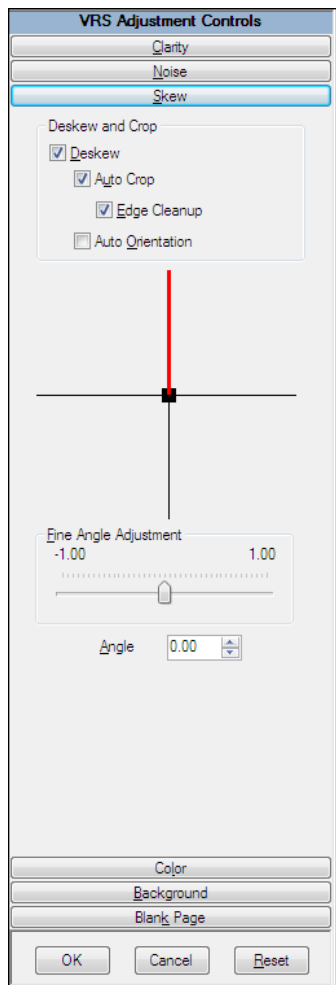 VRS Adjustment Controls
Clarity
Noise
Skew
Deskew and Crop
Deskew
Auto Crop
Edge Cleanup
Auto Orientation
Fine Angle Adjustment
-1.00 1.00
Angle 0.00
Color
Background
Blank Page
OK Cancel Reset